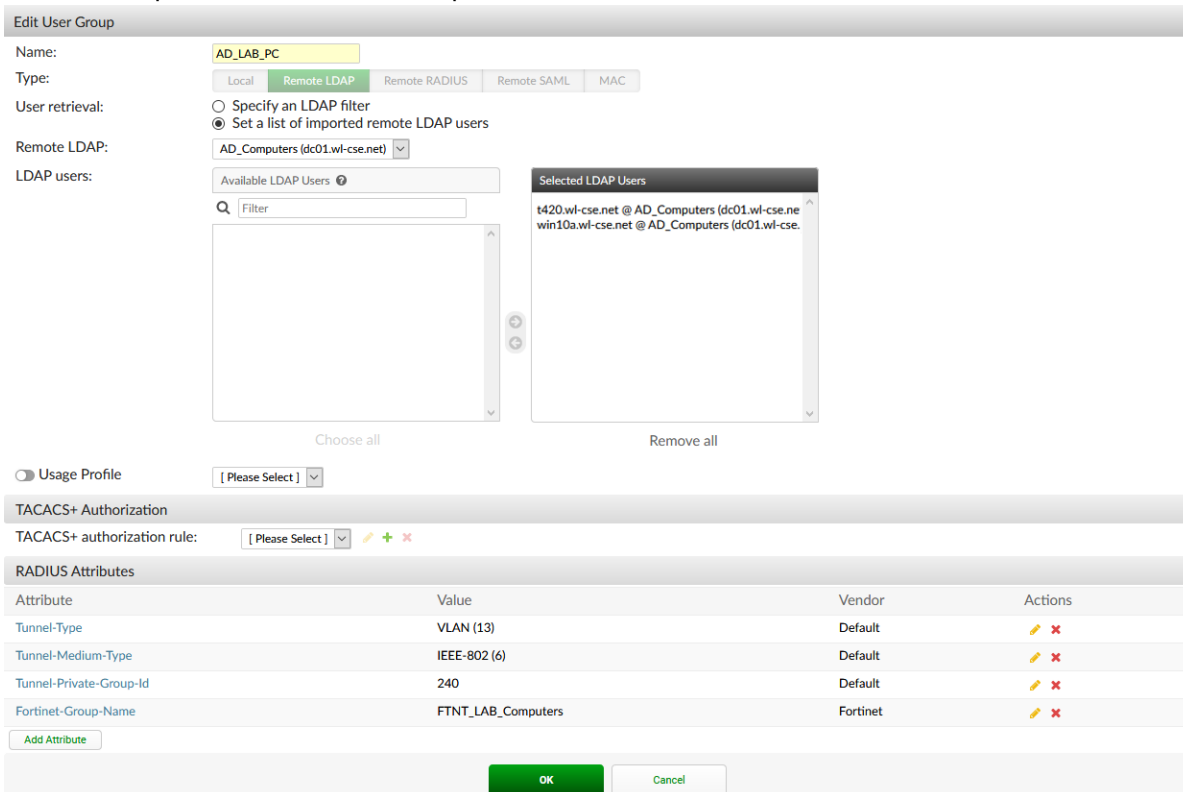 Edit User Group
Name: AD_LAB_PC
Type: Local Remote LDAP Remote RADIUS Remote SAML MAC
User retrieval: Specify an LDAP filter
Set a list of imported remote LDAP users
Remote LDAP: AD_Computers (dc01.wl-cse.net)
LDAP users: Available LDAP Users Selected LDAP Users
Filter
t420.wl-cse.net @ AD_Computers (dc01.wl-cse.ne
win10a.wl-cse.net @ AD_Computers (dc01.wl-cse.
Choose all Remove all
Usage Profile [ Please Select ]
TACACS+ Authorization
TACACS+ authorization rule: [ Please Select ]
RADIUS Attributes
Attribute Value Vendor Actions
Tunnel-Type VLAN (13) Default
Tunnel-Medium-Type IEEE-802 (6) Default
Tunnel-Private-Group-Id 240 Default
Fortinet-Group-Name FTNT_LAB_Computers Fortinet
Add Attribute
OK Cancel